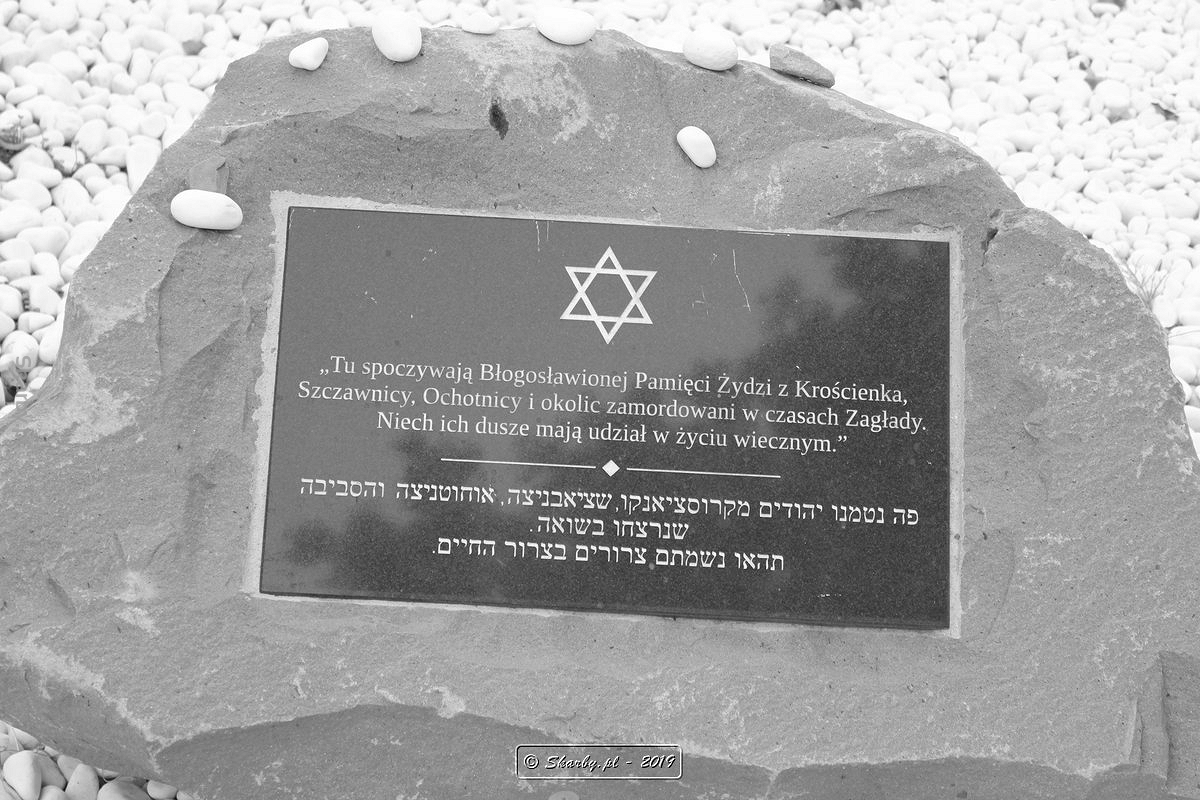 „Tu spoczywają Błogosławionej Pamięci Żydzi z Krościenka,
Szczawnicy, Ochotnicy i okolic zamordowani w czasach Zagłady.
Niech ich dusze mają udział w życiu wiecznym.”
פה נטמנו יהודים מקרוסציאנקו,שציאבניצה,אוחוטניצה והסביבה
שנרצחו בשואה.
תהאו נשמתם צרורים בצרור החיים.
© Skarby.pl - 2019